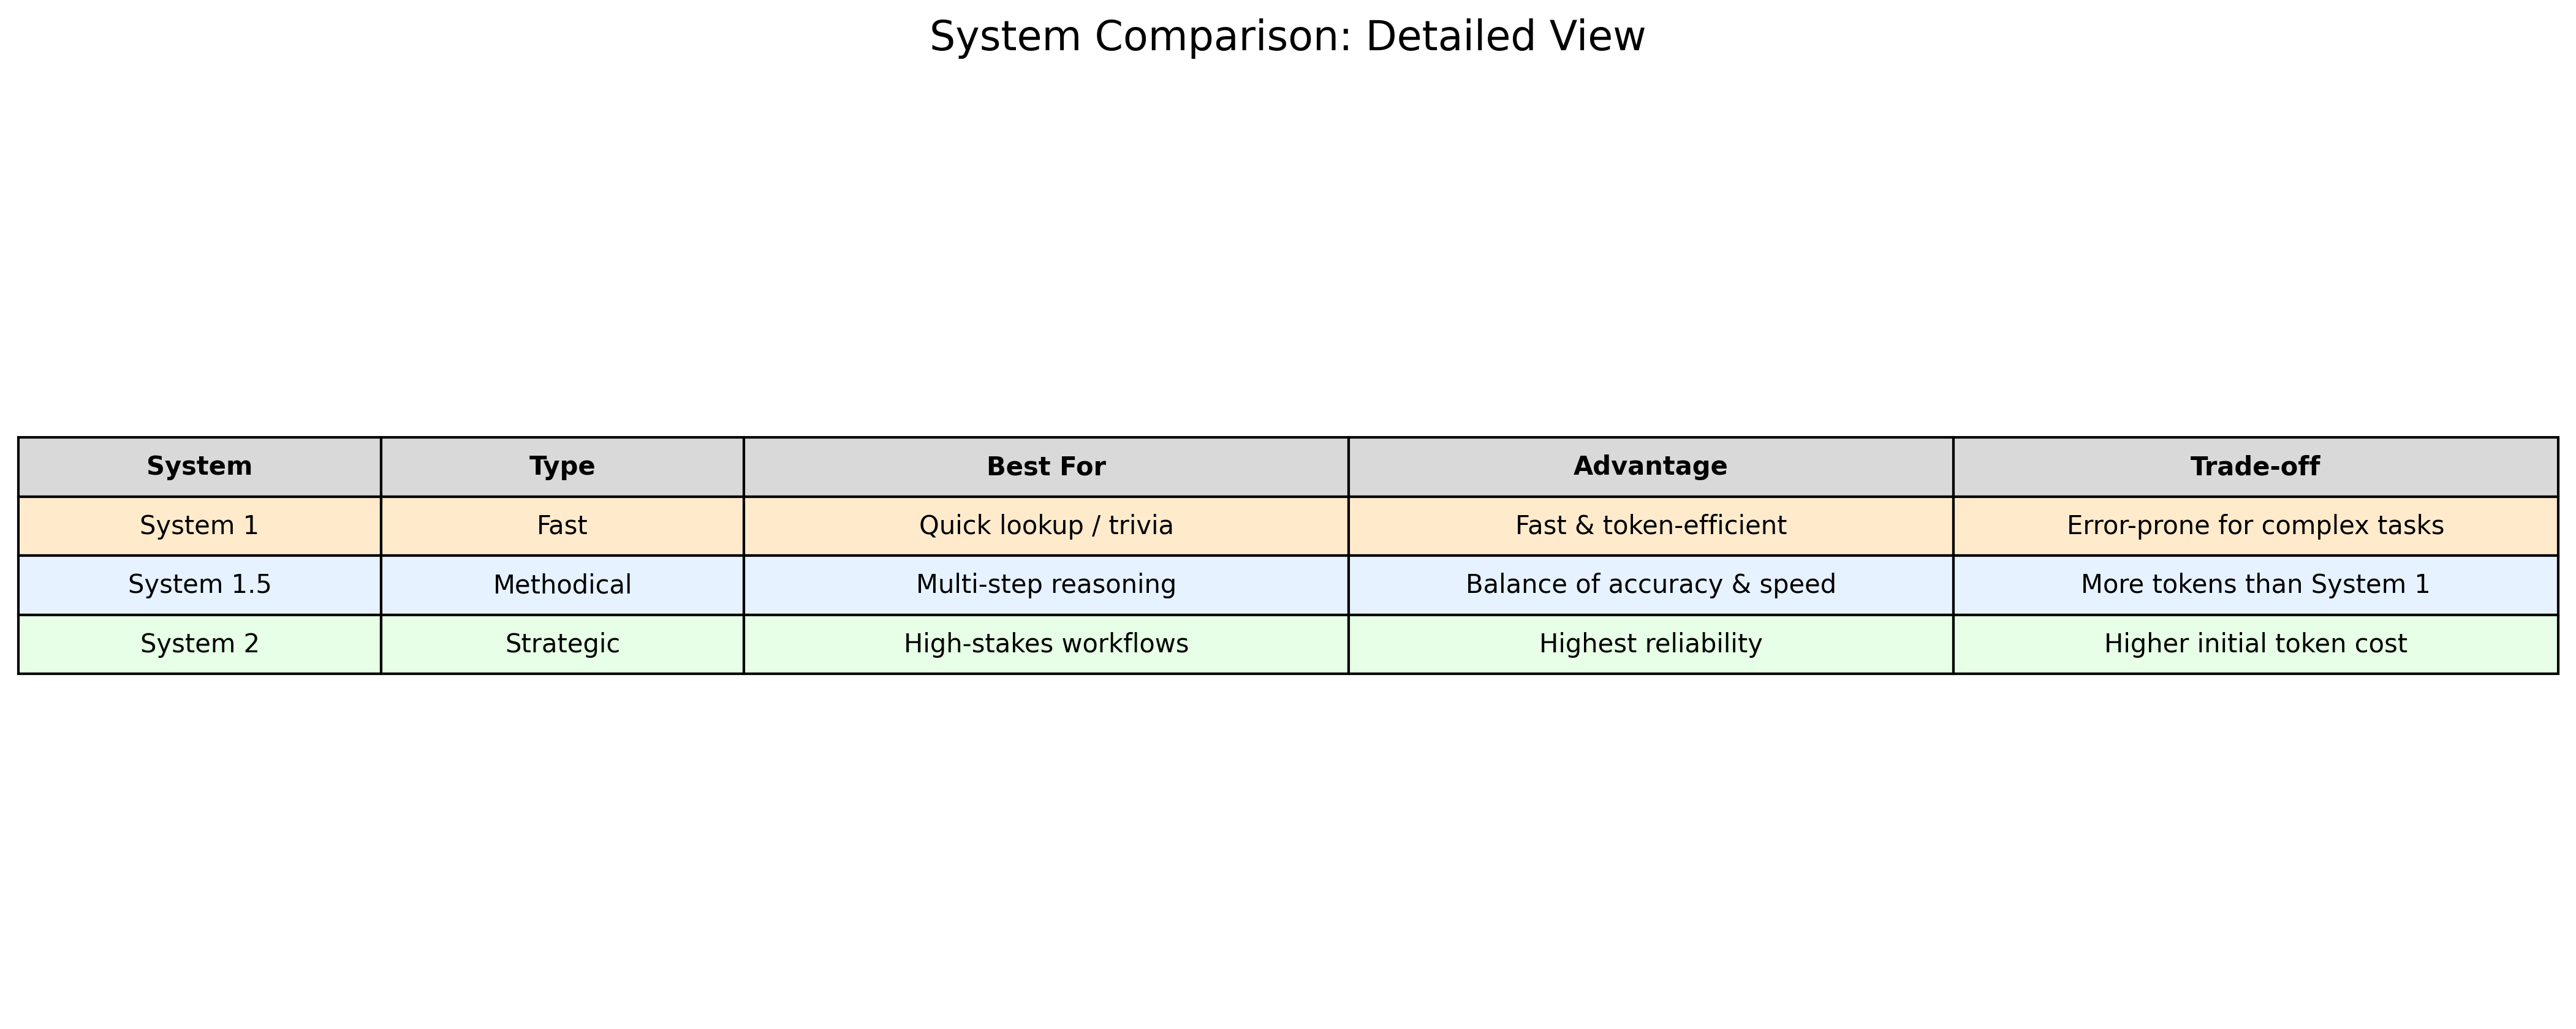 System Comparison: Detailed View
System Type Best For Advantage Trade-off
System 1 Fast Quick lookup / trivia Fast & token-efficient Error-prone for complex tasks
System 1.5 Methodical Multi-step reasoning Balance of accuracy & speed More tokens than System 1
System 2 Strategic High-stakes workflows Highest reliability Higher initial token cost